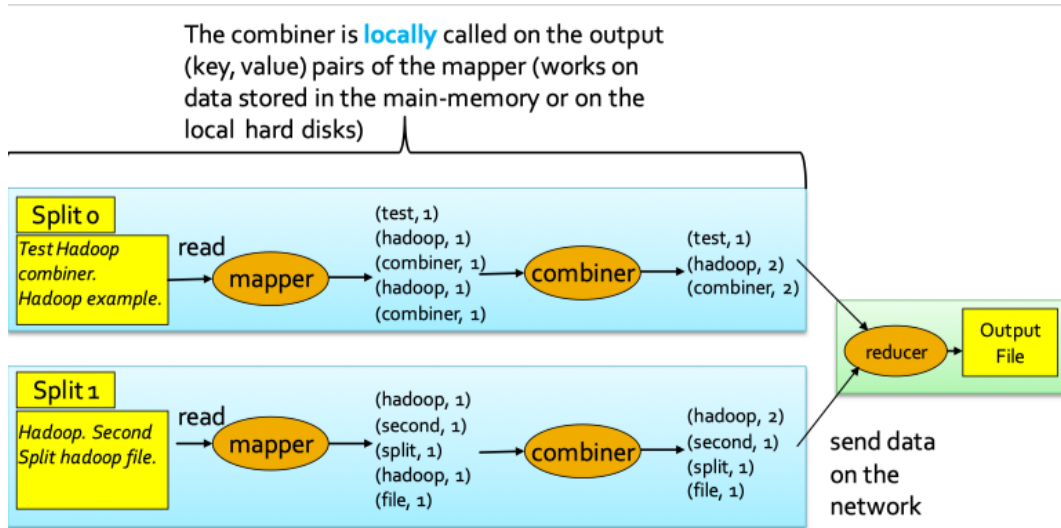 The combiner is locally called on the output
(key, value) pairs of the mapper (works on
data stored in the main-memory or on the
local hard disks)
Split 0
Test Hadoop
combiner.
Hadoop example.
read
mapper
(test, 1)
(hadoop, 1)
(combiner, 1)
(hadoop, 1)
(combiner, 1)
combiner
(test, 1)
(hadoop, 2)
(combiner, 2)
Split 1
Hadoop. Second
Split hadoop file.
read
mapper
(hadoop, 1)
(second, 1)
(split, 1)
(hadoop, 1)
(file, 1)
combiner
(hadoop, 2)
(second, 1)
(split, 1)
(file, 1)
reducer
Output
File
send data
on the
network